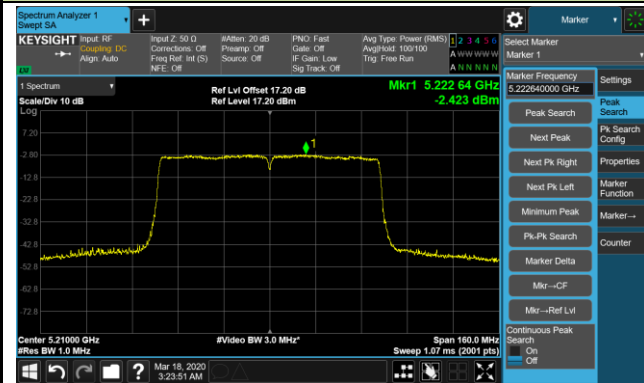 Spectrum Analyzer 1
Swept SA
+
Marker
KEYSIGHT
Input: RF
Coupling: DC
Align: Auto
Input Z: 50 Ω
Corrections: Off
Freq Ref: Int (S)
NFE: Off
#Atten: 20 dB
Preamp: Off
Source: Off
PNO: Fast
Gate: Off
IF Gain: Low
Sig Track: Off
Avg Type: Power (RMS)
Avg|Hold: 100/100
Trig: Free Run
1 2 3 4 5 6
A W W W W W
A N N N N N
Select Marker
Marker 1
1 Spectrum
Scale/Div 10 dB
Log
Ref Lvl Offset 17.20 dB
Ref Level 17.20 dBm
Mkr1 5.222 64 GHz
-2.423 dBm
7.20
-2.80
-12.8
-22.8
-32.8
-42.8
-52.8
-62.8
-72.8
1
Center 5.21000 GHz
#Res BW 1.0 MHz
#Video BW 3.0 MHz*
Span 160.0 MHz
Sweep 1.07 ms (2001 pts)
Marker Frequency
5.222640000 GHz
Peak Search
Next Peak
Next Pk Right
Next Pk Left
Minimum Peak
Pk-Pk Search
Marker Delta
Mkr→CF
Mkr→Ref Lvl
Continuous Peak
Search
On
Off
Settings
Peak
Search
Pk Search
Config
Properties
Marker
Function
Marker→
Counter
?
Mar 18, 2020
3:23:51 AM